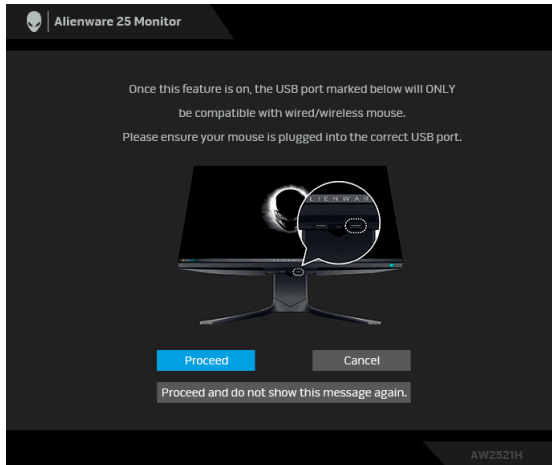 Alienware 25 Monitor
Once this feature is on, the USB port marked below will ONLY
be compatible with wired/wireless mouse.
Please ensure your mouse is plugged into the correct USB port.
LIENWAR
Proceed
Cancel
Proceed and do not show this message again.
AW2521H